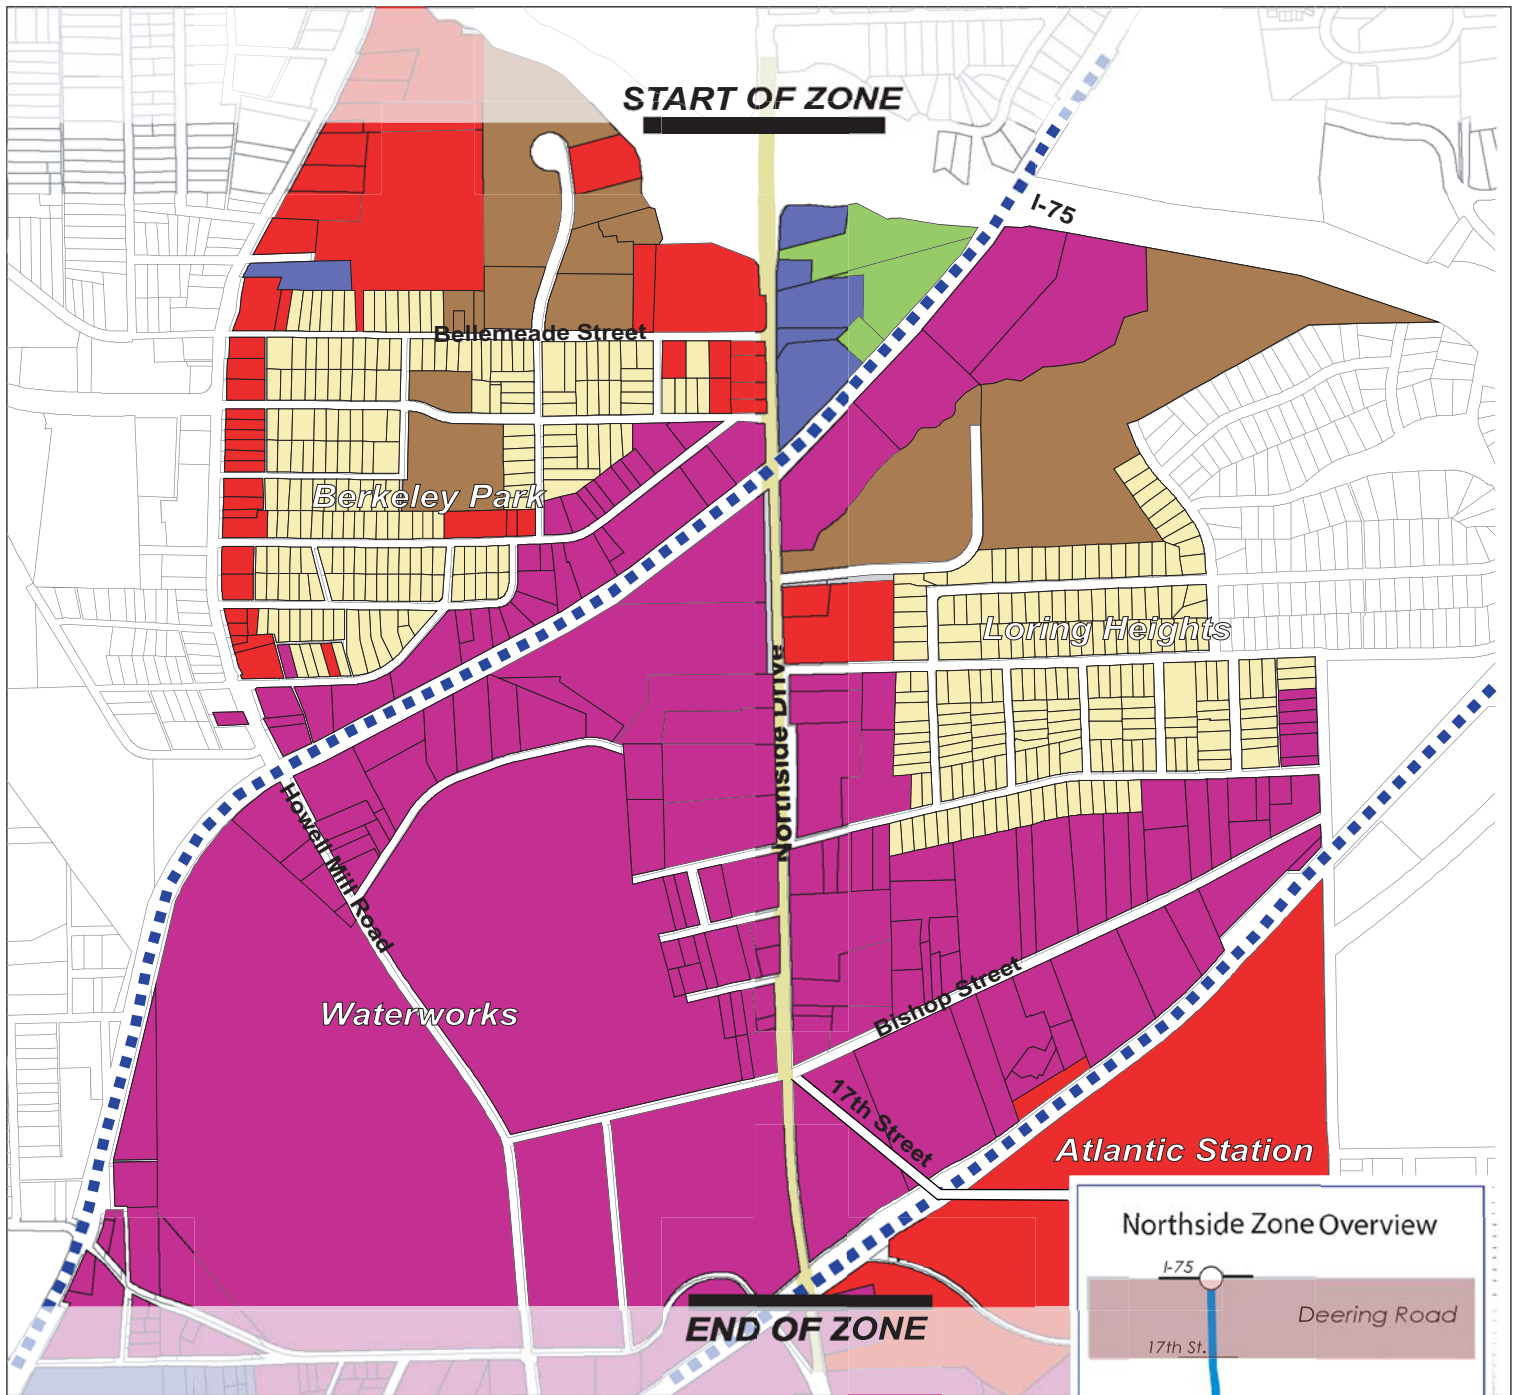 START OF ZONE
I-75
Bellemeade Street
Berkeley Park
Loring Heights
Northside Drive
Howell Mill Road
Waterworks
Bishop Street
17th Street
Atlantic Station
Northside Zone Overview
I-75
Deering Road
17th St.
END OF ZONE